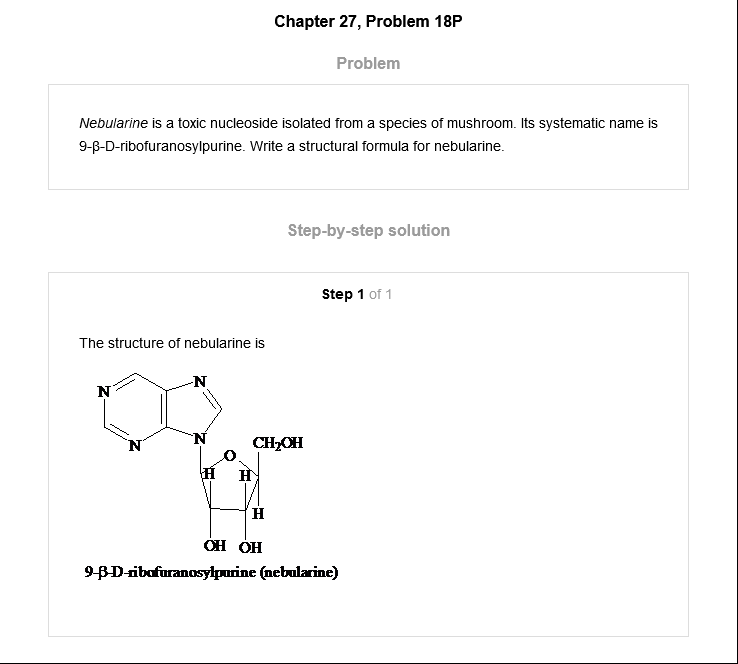 Chapter 27, Problem 18P
Problem
Nebularine is a toxic nucleoside isolated from a species of mushroom. Its systematic name is
9-β-D-ribofuranosylpurine. Write a structural formula for nebularine.
Step-by-step solution
Step 1 of 1
The structure of nebularine is
N
N
N
N
CH₂OH
O
H
H
H
OH
OH
9-β-D-ribofuranosylpurine (nebularine)